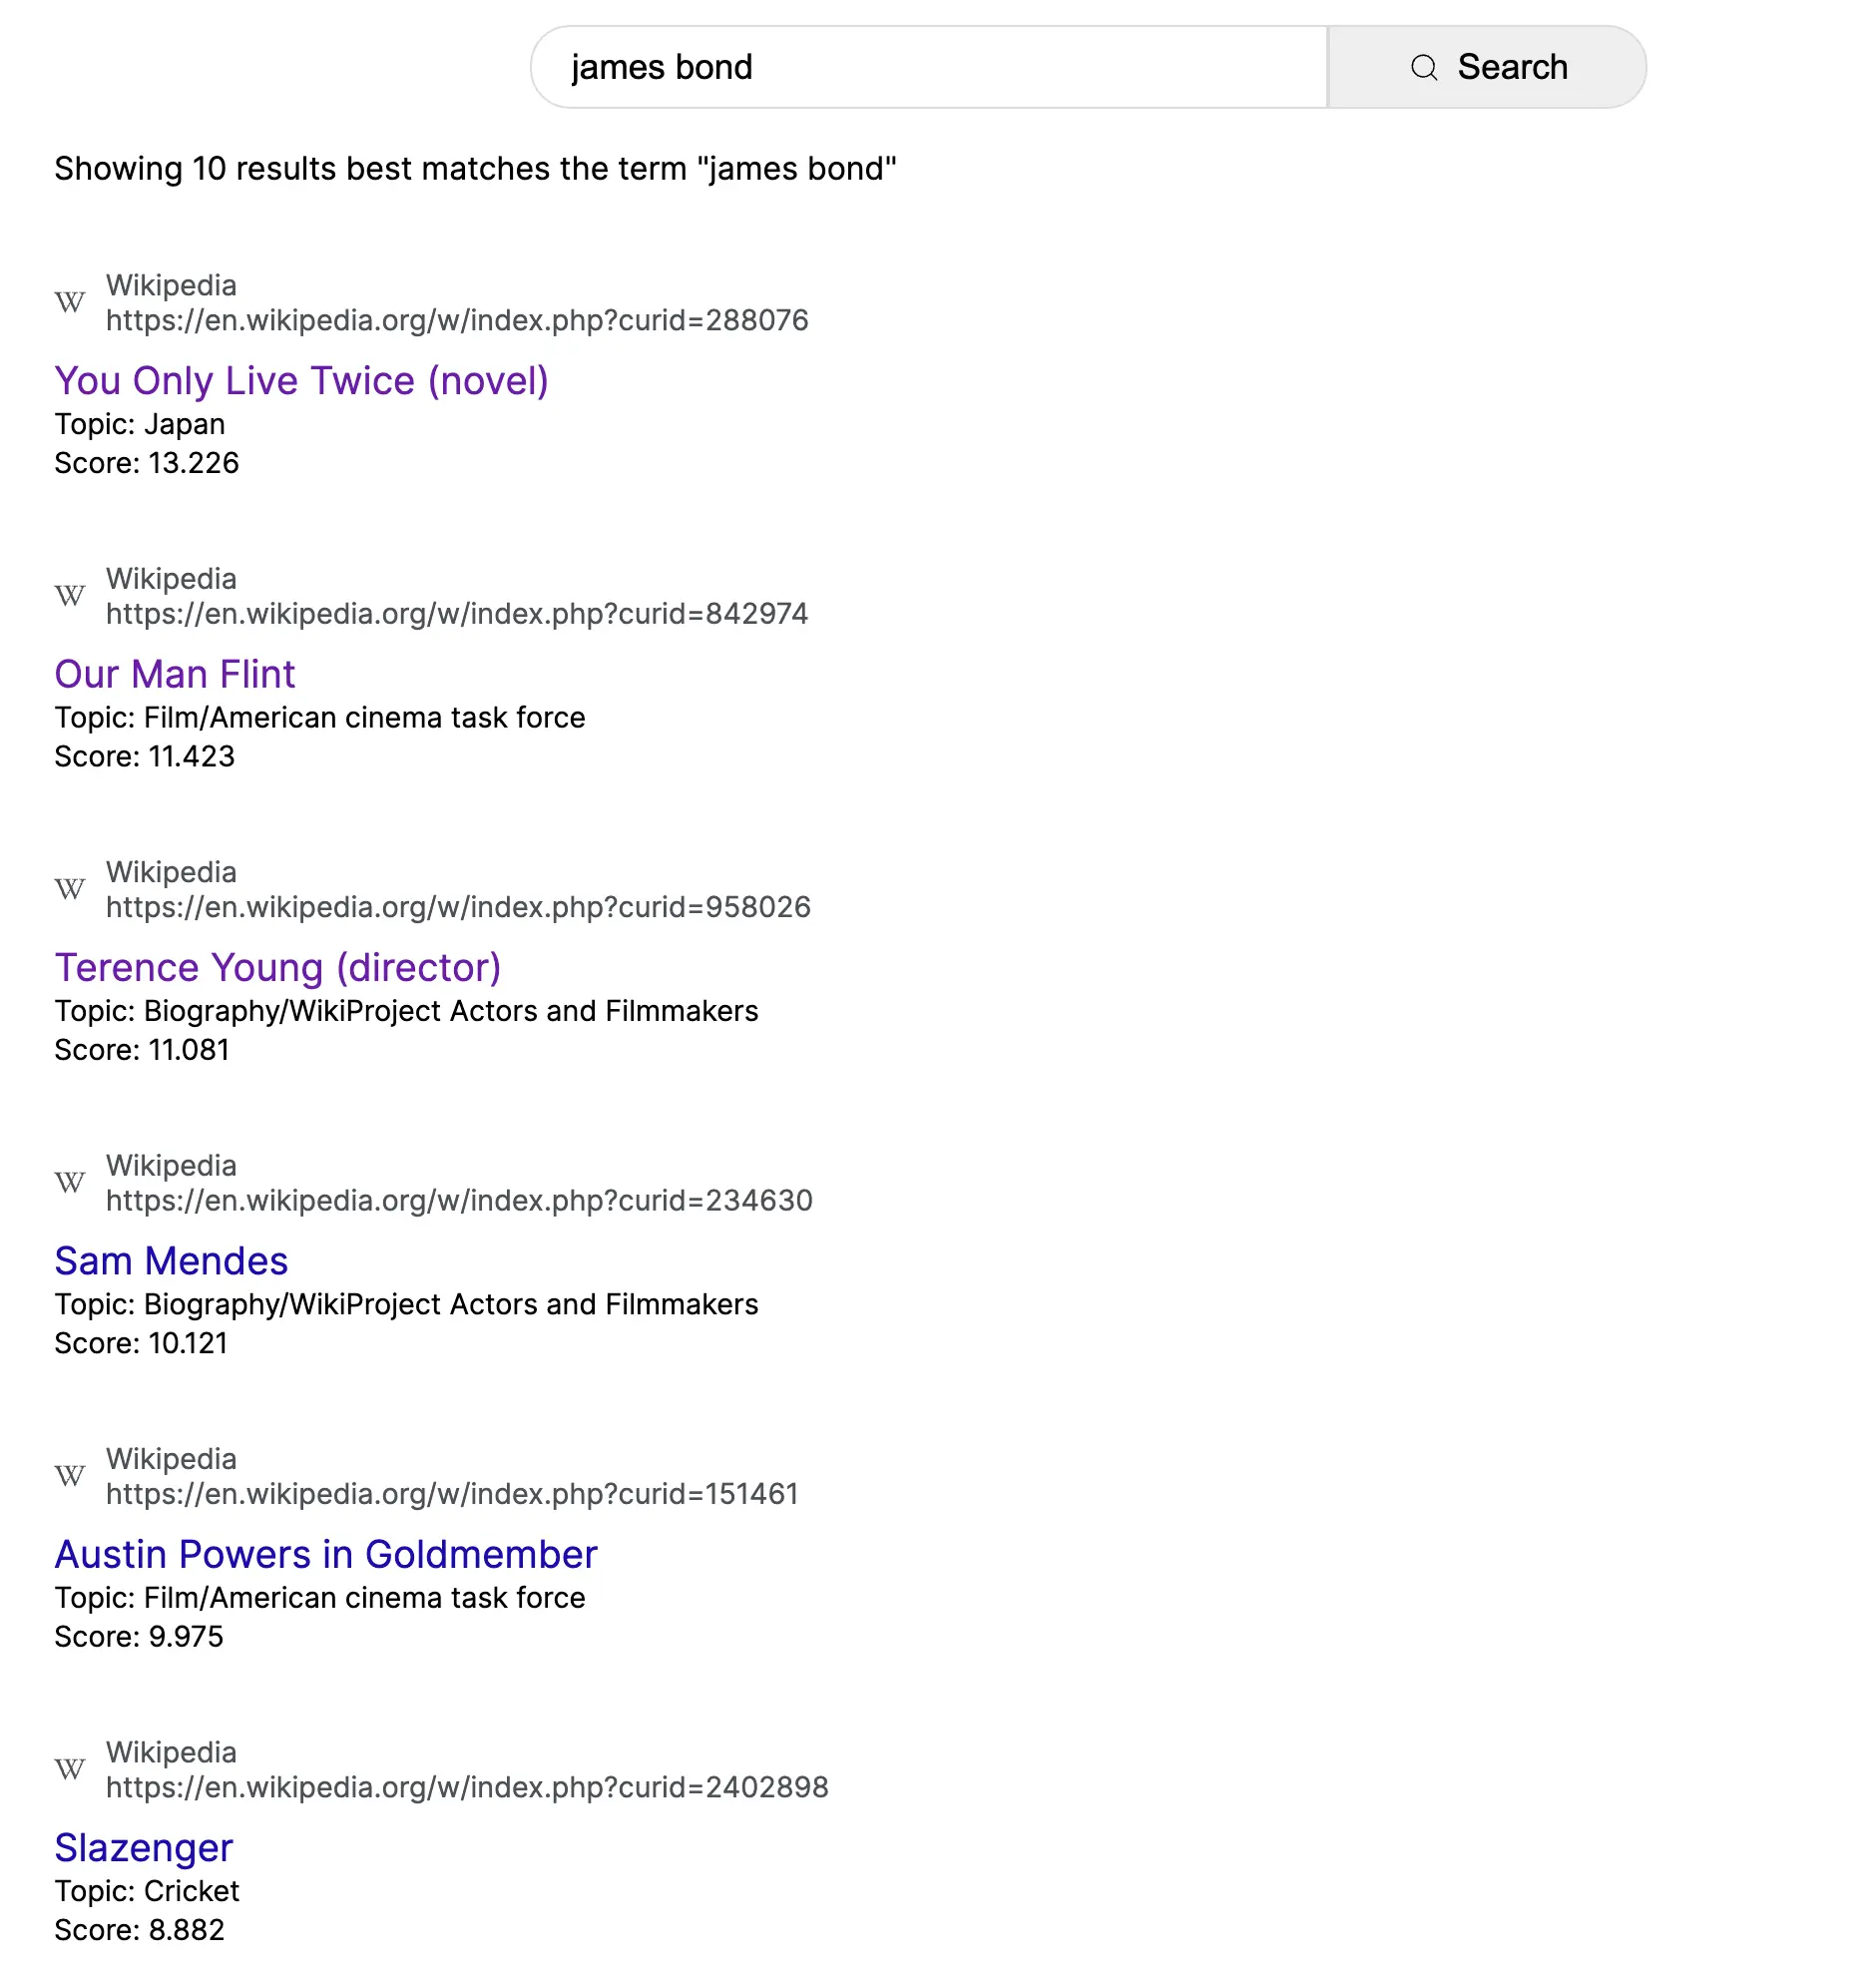 james bond
Search
Showing 10 results best matches the term "james bond"
W
Wikipedia
https://en.wikipedia.org/w/index.php?curid=288076
You Only Live Twice (novel)
Topic: Japan
Score: 13.226
W
Wikipedia
https://en.wikipedia.org/w/index.php?curid=842974
Our Man Flint
Topic: Film/American cinema task force
Score: 11.423
W
Wikipedia
https://en.wikipedia.org/w/index.php?curid=958026
Terence Young (director)
Topic: Biography/WikiProject Actors and Filmmakers
Score: 11.081
W
Wikipedia
https://en.wikipedia.org/w/index.php?curid=234630
Sam Mendes
Topic: Biography/WikiProject Actors and Filmmakers
Score: 10.121
W
Wikipedia
https://en.wikipedia.org/w/index.php?curid=151461
Austin Powers in Goldmember
Topic: Film/American cinema task force
Score: 9.975
W
Wikipedia
https://en.wikipedia.org/w/index.php?curid=2402898
Slazenger
Topic: Cricket
Score: 8.882